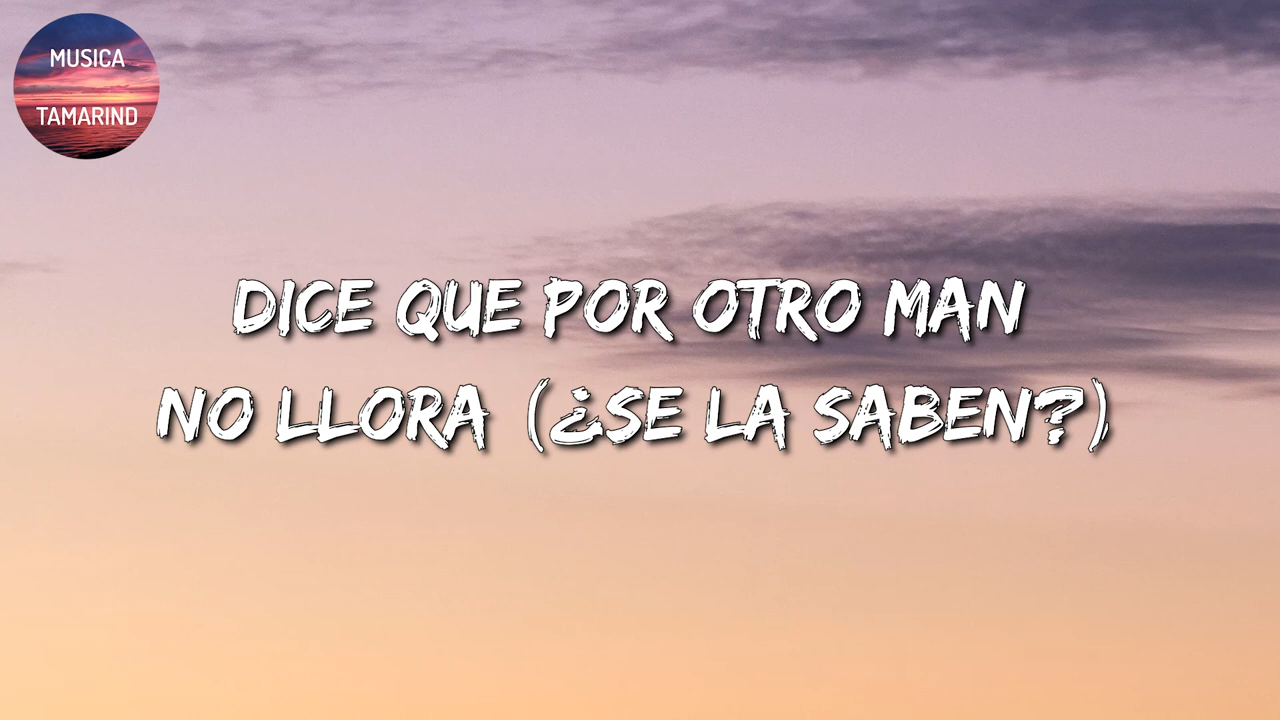 MUSICA
TAMARIND
DICE QUE POR OTRO MAN
NO LLORA (¿SE LA SABEN?)